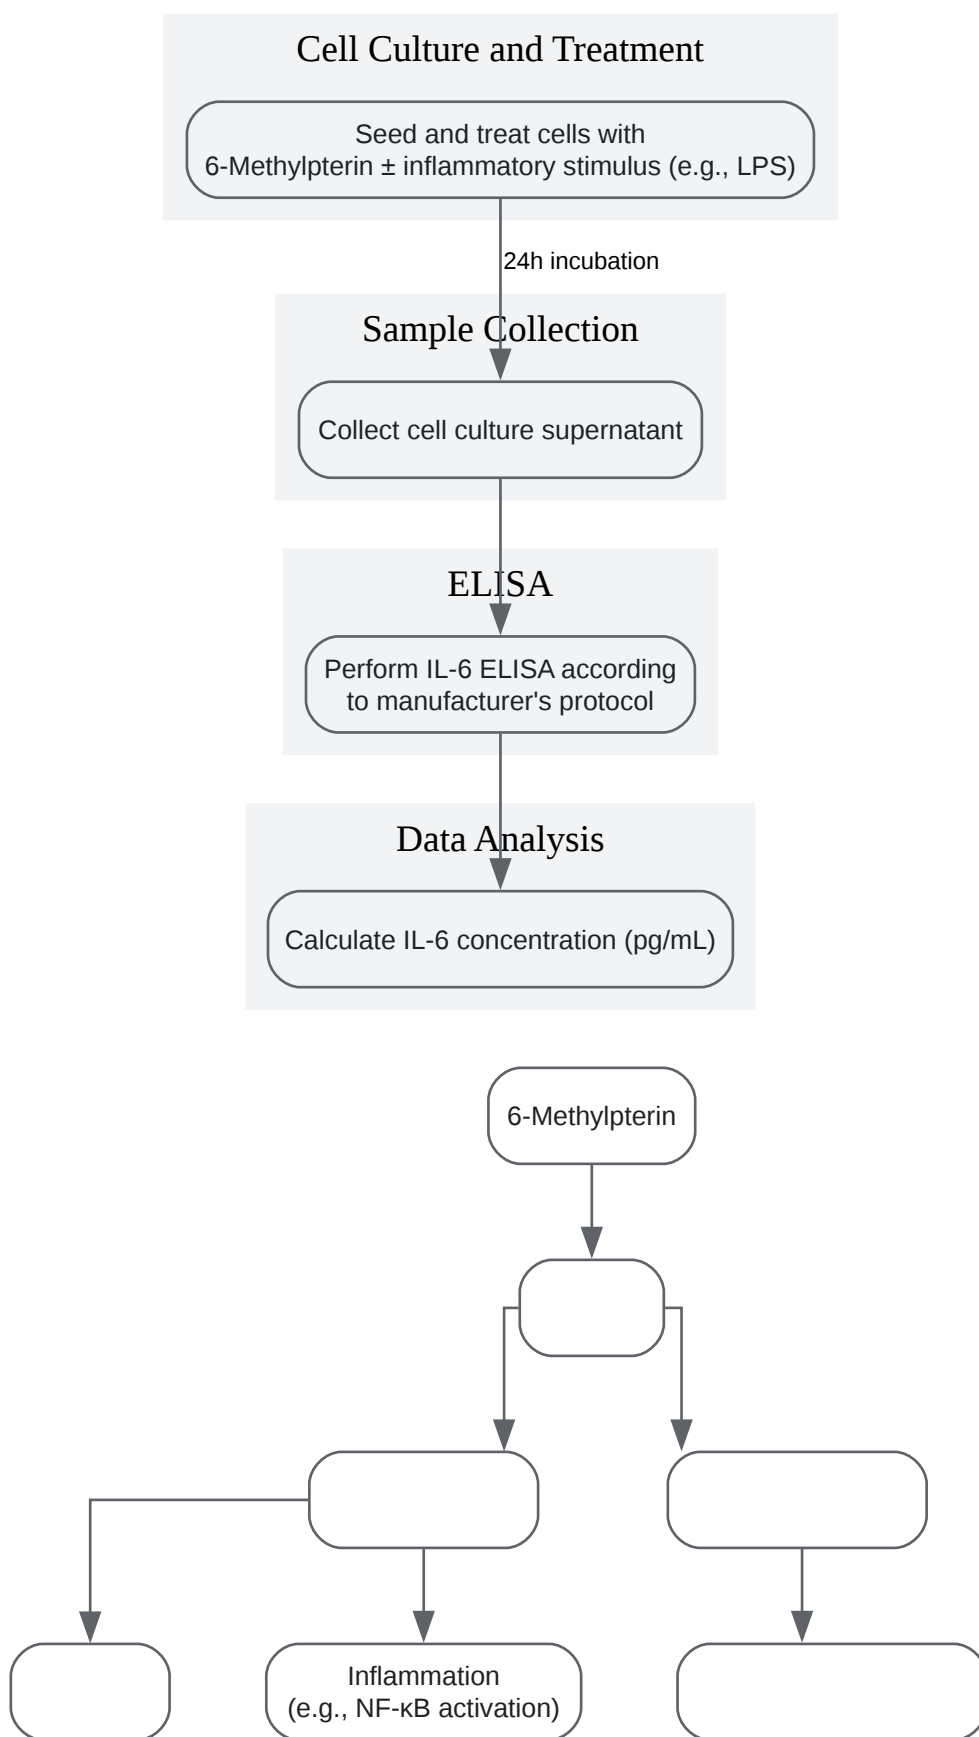 Cell Culture and Treatment
Seed and treat cells with
6-Methylpterin ± inflammatory stimulus (e.g., LPS)
24h incubation
Sample Collection
Collect cell culture supernatant
ELISA
Perform IL-6 ELISA according
to manufacturer's protocol
Data Analysis
Calculate IL-6 concentration (pg/mL)
6-Methylpterin
Inflammation
(e.g., NF-κB activation)